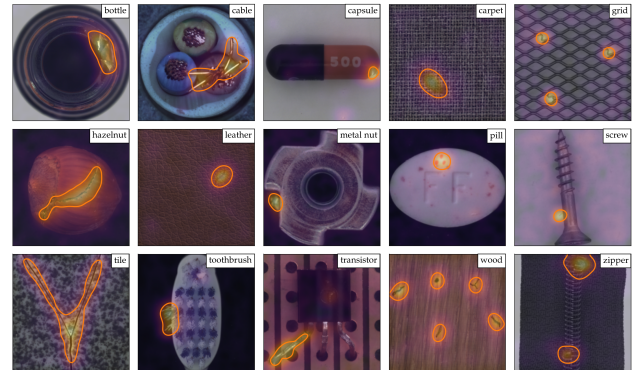 bottle
cable
capsule
carpet
grid
500
hazelnut
leather
metal nut
pill
screw
FF
tile
toothbrush
transistor
wood
zipper